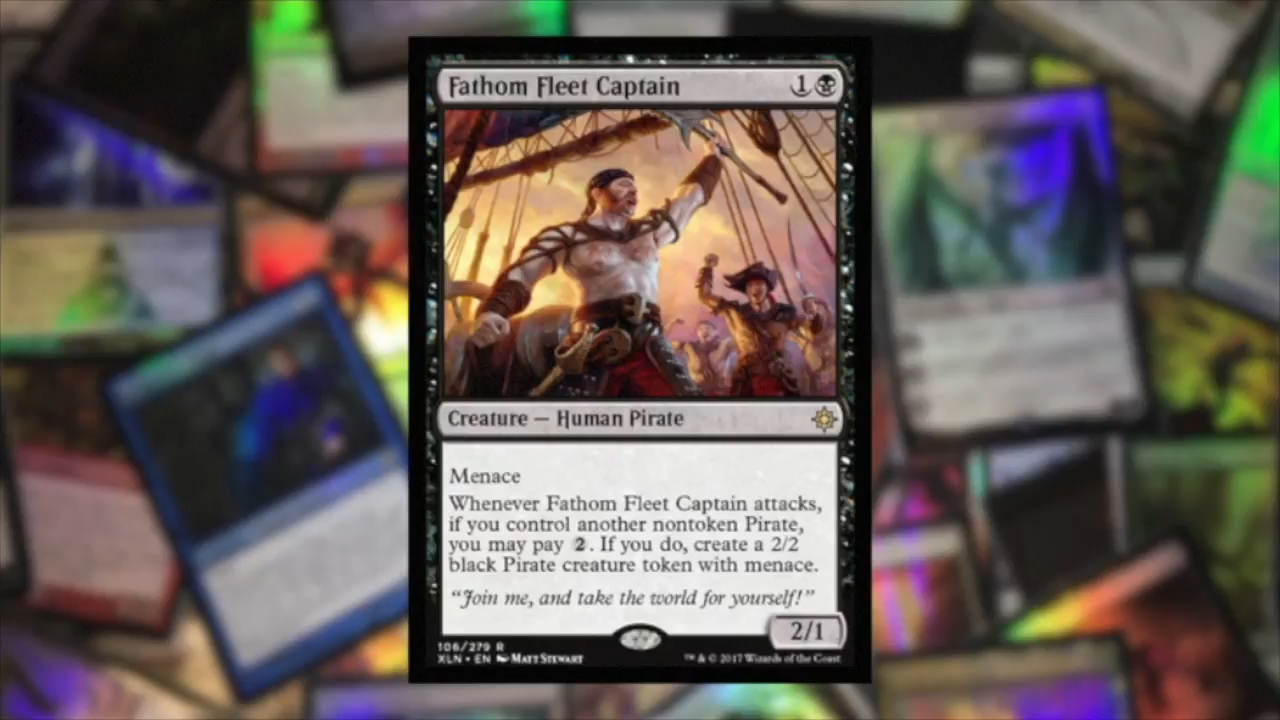 Fathom Fleet Captain 1
Creature — Human Pirate
Menace
Whenever Fathom Fleet Captain attacks,
if you control another nontoken Pirate,
you may pay 2. If you do, create a 2/2
black Pirate creature token with menace.
“Join me, and take the world for yourself!”
2/1
106/279 R
XLN • EN Matt Stewart
™ & © 2017 Wizards of the Coast